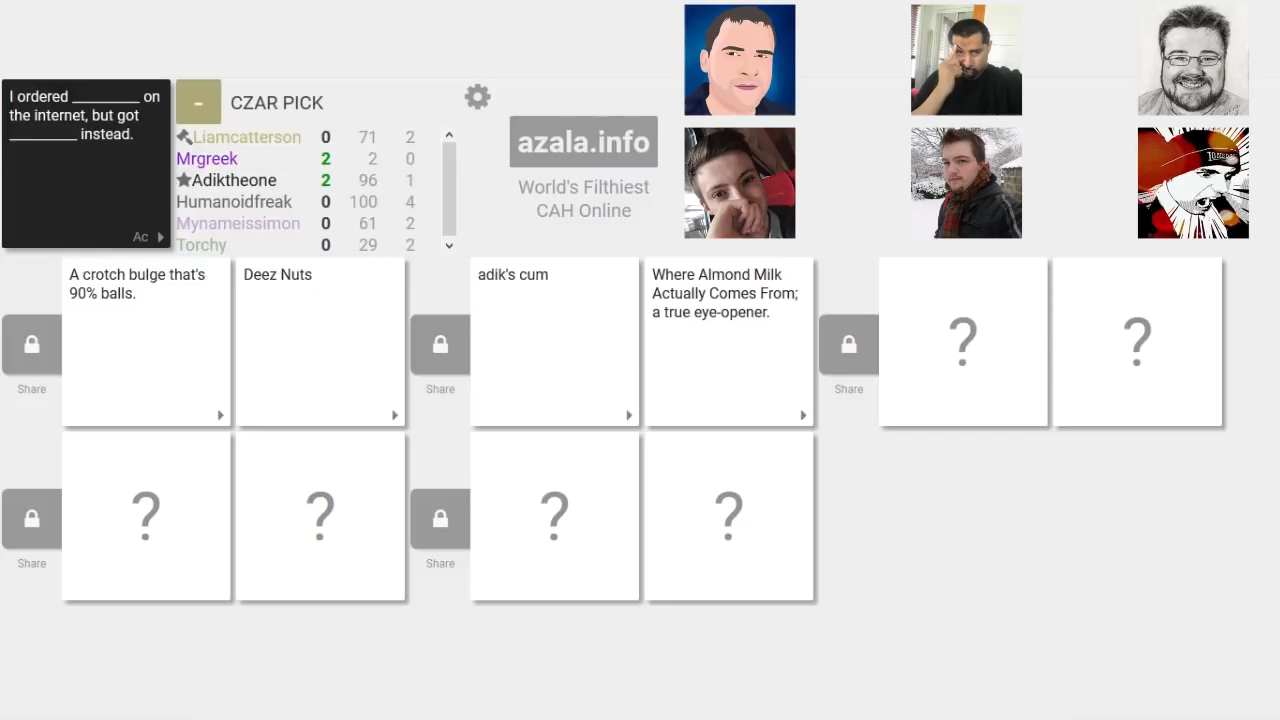 I ordered ________ on
the internet, but got
________ instead.
Ac
-
CZAR PICK
Liamcatterson 0 71 2
Mrgreek 2 2 0
Adiktheone 2 96 1
Humanoidfreak 0 100 4
Mynameissimon 0 61 2
Torchy 0 29 2
azala.info
World's Filthiest
CAH Online
A crotch bulge that's
90% balls.
Deez Nuts
adik's cum
Where Almond Milk
Actually Comes From;
a true eye-opener.
?
?
Share
Share
Share
?
?
?
?
Share
Share